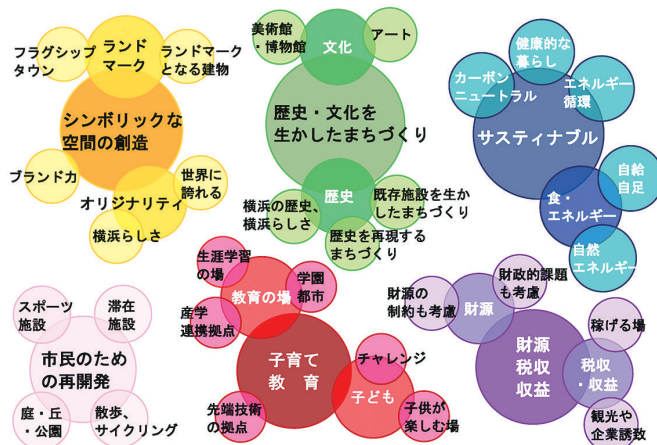 フラグシップ
タウン
ランド
マーク
ランドマーク
となる建物
シンボリックな
空間の創造
ブランド力
オリジナリティ
世界に
誇れる
横浜らしさ
美術館
・博物館
文化
アート
歴史・文化を
生かしたまちづくり
歴史
横浜の歴史、
横浜らしさ
既存施設を生か
したまちづくり
歴史を再現する
まちづくり
健康的な
暮らし
カーボン
ニュートラル
エネルギー
循環
サスティナブル
食・
エネルギー
自給
自足
自然
エネルギー
スポーツ
施設
滞在
施設
市民のため
の再開発
庭・丘
・公園
散歩、サ
イクリング
生涯学習
の場
教育の場
学園
都市
産学
連携拠点
子育て
教育
チャレンジ
先端技術
の拠点
子ども
子供が
楽しむ場
財源の
制約も考慮
財源
財政的課題
も考慮
財源
税収
収益
稼げる場
税収
・収益
観光や
企業誘致